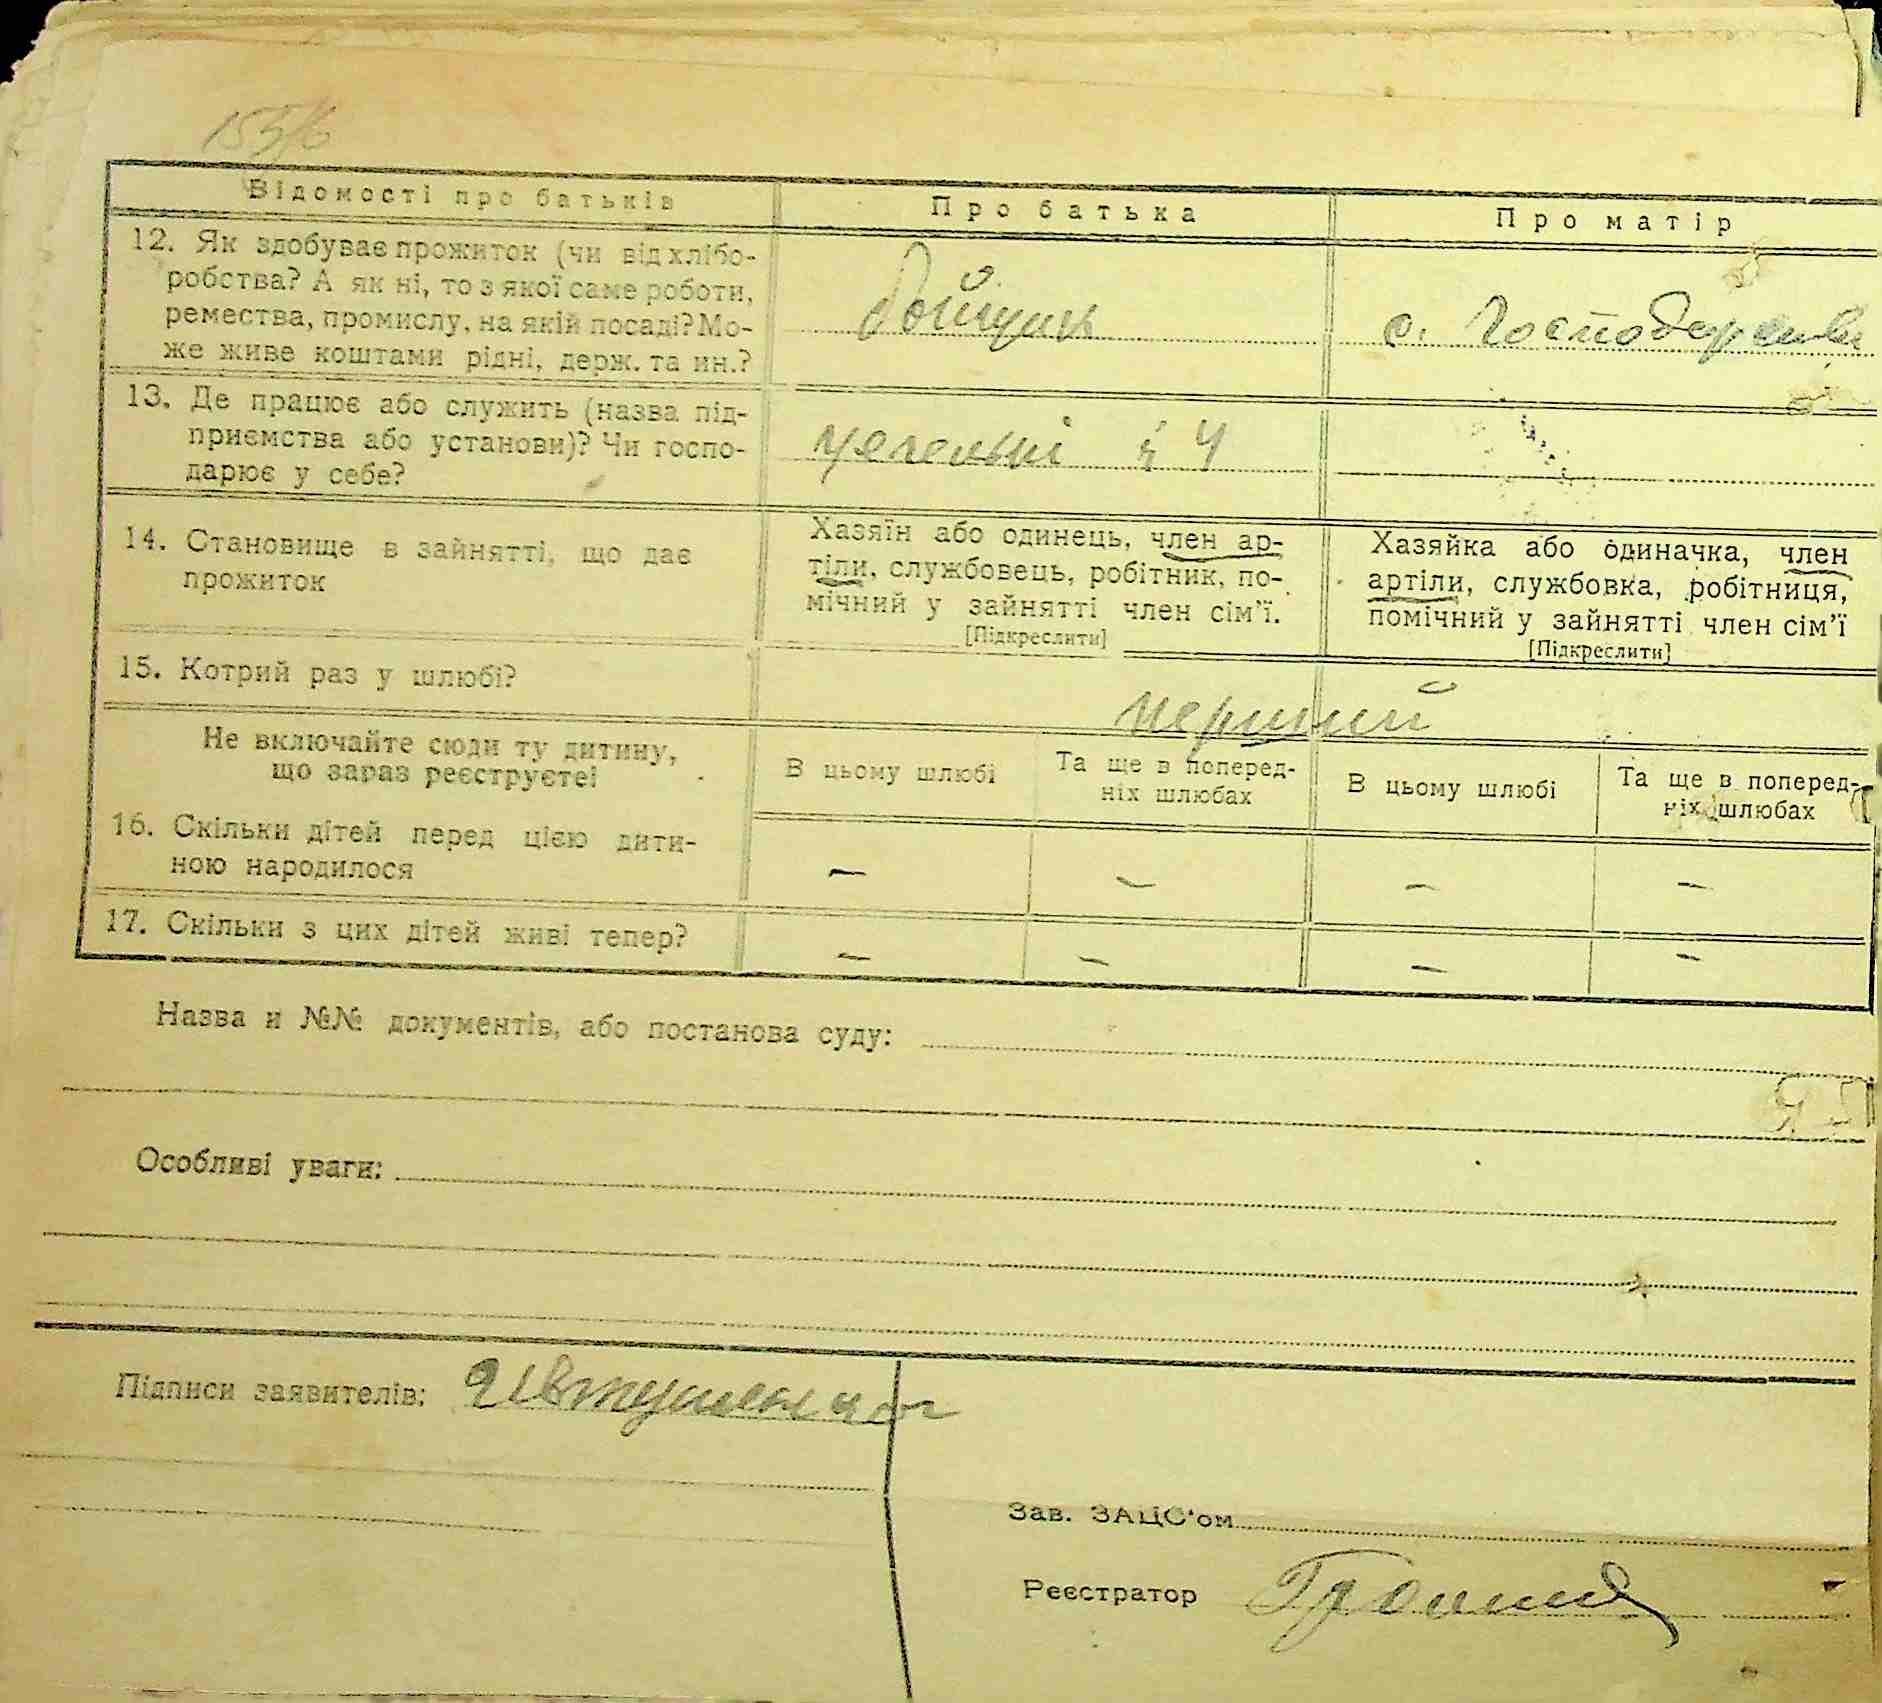 Відомості про батьків
Про батька
Про матір
12. Як здобуває прожиток (чи від хлібо-
робства? А як ні, то з якої саме роботи,
ремества, промислу, на якій посаді? Мо-
же живе коштами рідні, держ. та ин.?
13. Де працює або служить (назва під-
приємства або установи)? Чи госпо-
дарює у себе?
цегельні 4
14. Становище в зайнятті, що дає
прожиток
Хазяїн або одинець, член ар-
тіли, службовець, робітник, по-
мічний у зайнятті член сім'ї.
[Підкреслити]
Хазяйка або одиначка, член
артіли, службовка, робітниця,
помічний у зайнятті член сім'ї
[Підкреслити]
15. Котрий раз у шлюбі?
перший
Не включайте сюди ту дитину,
що зараз реєструєте!
В цьому шлюбі
Та ще в поперед-
ніх шлюбах
В цьому шлюбі
Та ще в поперед-
ніх шлюбах
16. Скільки дітей перед цією дити-
ною народилося
— — — —
17. Скільки з цих дітей живі тепер?
— — — —
Назва и №№ документів, або постанова суду:
Особливі уваги:
Підписи заявителів:
Зав. ЗАЦС'ом
Реєстратор